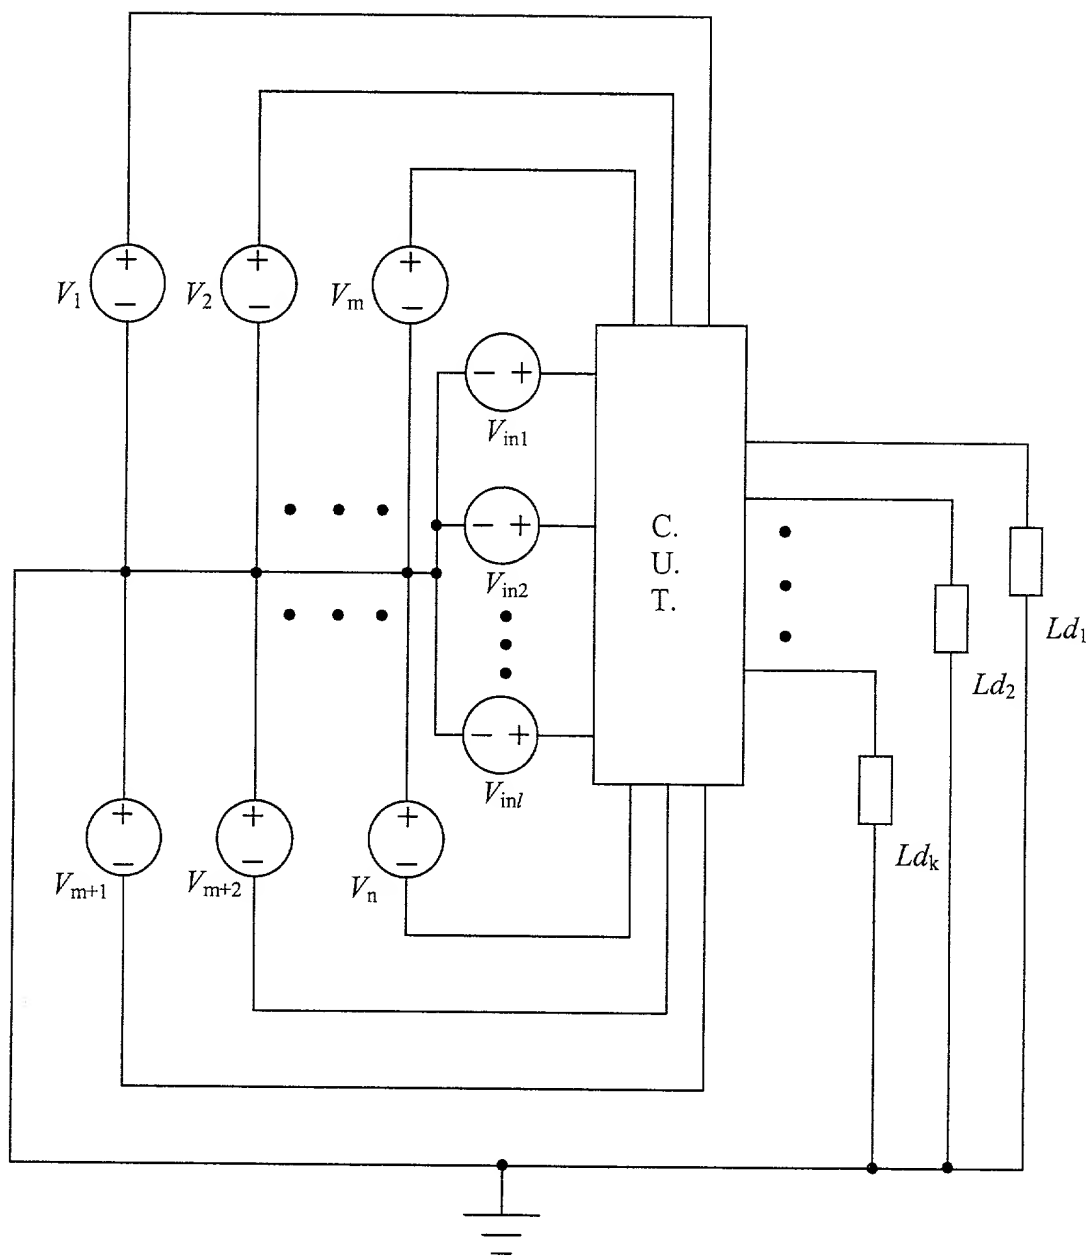 + + +
V1 − V2 − Vm −
− +
Vin1
C.
− +
U.
Vin2
T.
Ld1
Ld2
− +
Vinl
+ + +
Ldk
Vm+1 − Vm+2 − Vn −